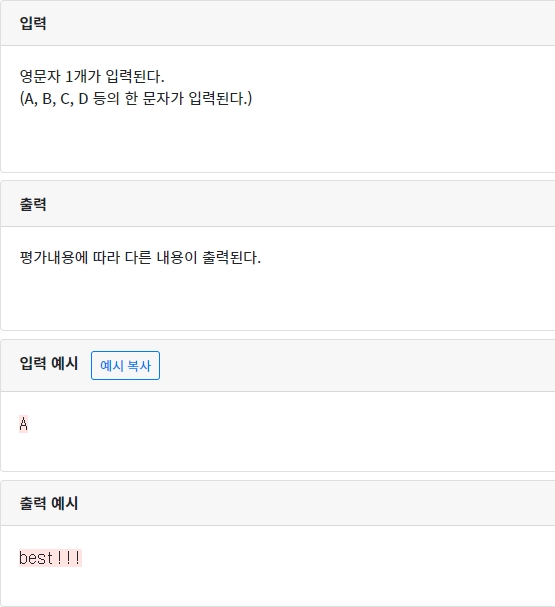 입력
영문자 1개가 입력된다.
(A, B, C, D 등의 한 문자가 입력된다.)
출력
평가내용에 따라 다른 내용이 출력된다.
입력 예시 예시 복사
A
출력 예시
best!!!